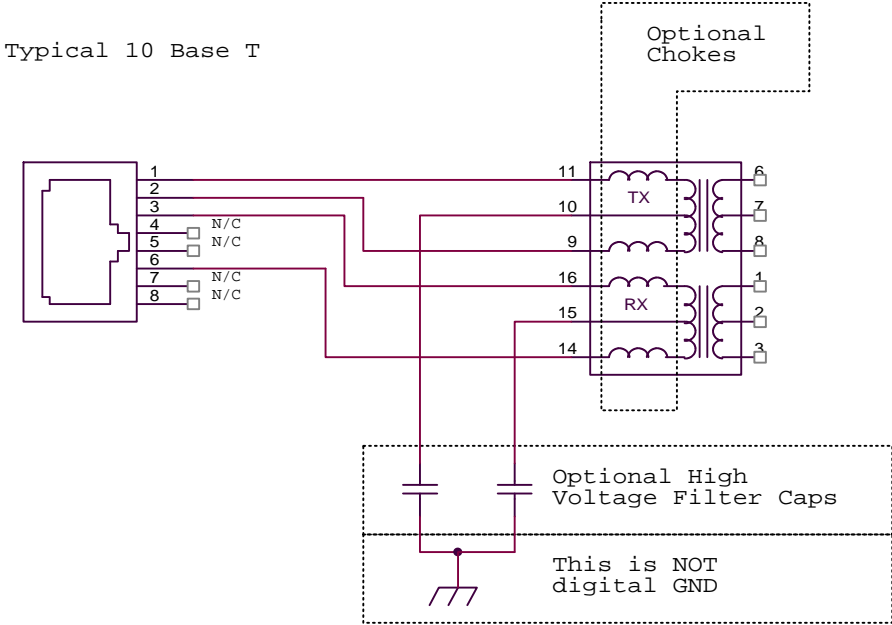 Optional
Chokes
Typical 10 Base T
1
2
3
4 N/C
5 N/C
6
7 N/C
8 N/C
11
10
9
16
15
14
TX
RX
6
7
8
1
2
3
Optional High
Voltage Filter Caps
This is NOT
digital GND